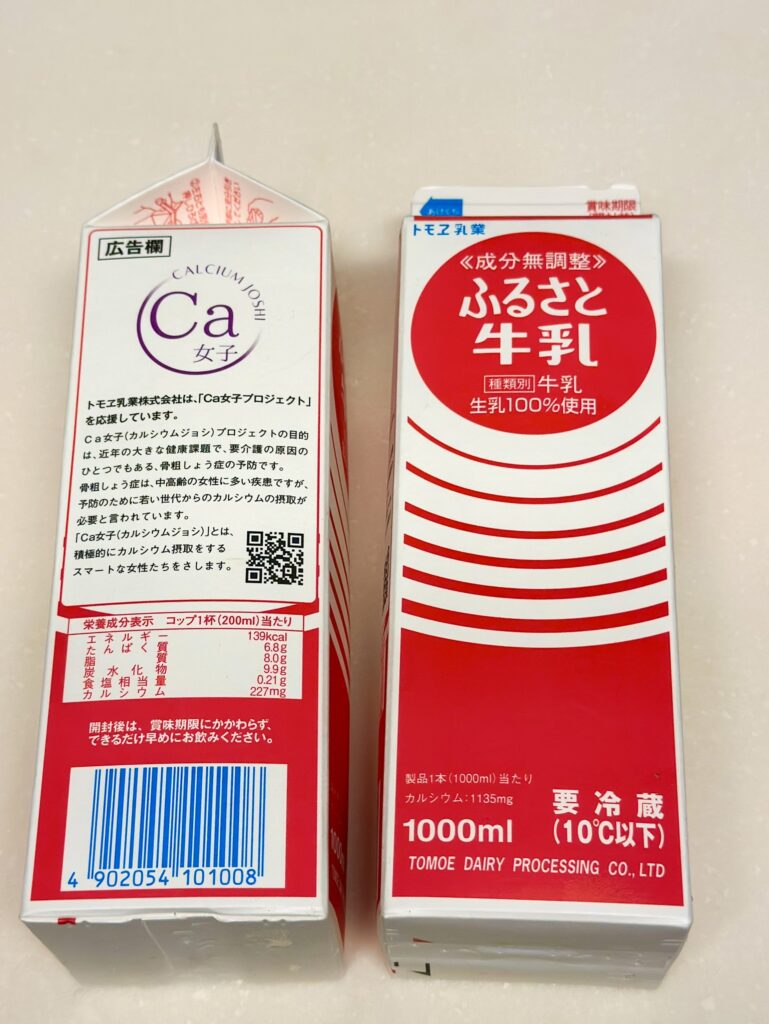 広告欄
CALCIUM JOSHI
Ca
女子
トモヱ乳業株式会社は、「Ca女子プロジェクト」
を応援しています。
Ca女子(カルシウムジョシ)プロジェクトの目的
は、近年の大きな健康課題で、要介護の原因の
ひとつでもある、骨粗しょう症の予防です。
骨粗しょう症は、中高齢の女性に多い疾患ですが、
予防のために若い世代からのカルシウムの摂取が
必要と言われています。
「Ca女子(カルシウムジョシ)」とは、
積極的にカルシウム摂取をする
スマートな女性たちをさします。
栄養成分表示 コップ1杯(200ml)当たり
エネルギー 139kcal
たんぱく質 6.8g
脂質 8.0g
炭水化物 9.9g
食塩相当量 0.21g
カルシウム 227mg
開封後は、賞味期限にかかわらず、
できるだけ早めにお飲みください。
4 902054 101008
あけくち
賞味期限
トモヱ乳業
≪成分無調整≫
ふるさと
牛乳
種類別 牛乳
生乳100%使用
製品1本(1000ml)当たり
カルシウム:1135mg
1000ml
要冷蔵
(10℃以下)
TOMOE DAIRY PROCESSING CO., LTD